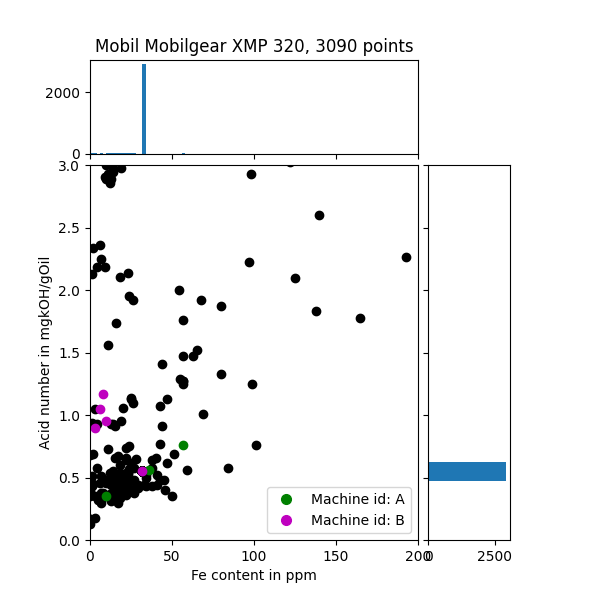 Mobil Mobilgear XMP 320, 3090 points
2000
0
3.0
2.5
2.0
1.5
1.0
0.5
0.0
Acid number in mgkOH/gOil
Machine id: A
Machine id: B
0 50 100 150 200 0 2500
Fe content in ppm